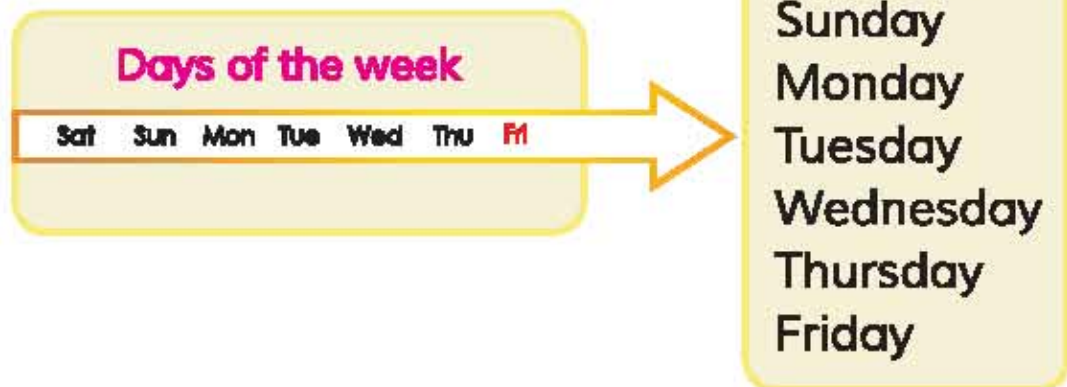 Days of the week
Sat Sun Mon Tue Wed Thu Fri
Sunday
Monday
Tuesday
Wednesday
Thursday
Friday